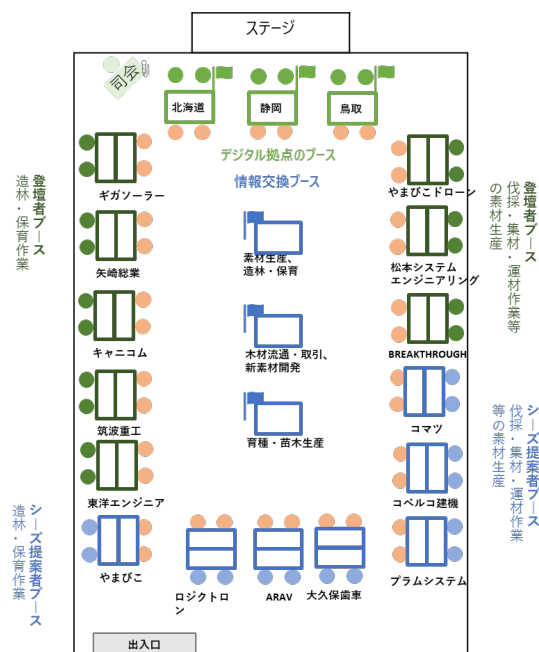 ステージ
司会
北海道
静岡
鳥取
デジタル拠点のブース
情報交換ブース
登壇者ブース
造林・保育作業
ギガソーラー
矢崎総業
キャニコム
筑波重工
東洋エンジニア
シーズ提案者ブース
造林・保育作業
やまびこ
素材生産、
造林・保育
木材流通・取引、
新素材開発
育種・苗木生産
やまびこドローン
松本システム
エンジニアリング
BREAKTHROUGH
登壇者ブース
伐採・集材・運材作業等
の素材生産
コマツ
コベルコ建機
プラムシステム
シーズ提案者ブース
伐採・集材・運材作業
等の素材生産
ロジクトロ
ン
ARAV
大久保歯車
出入口